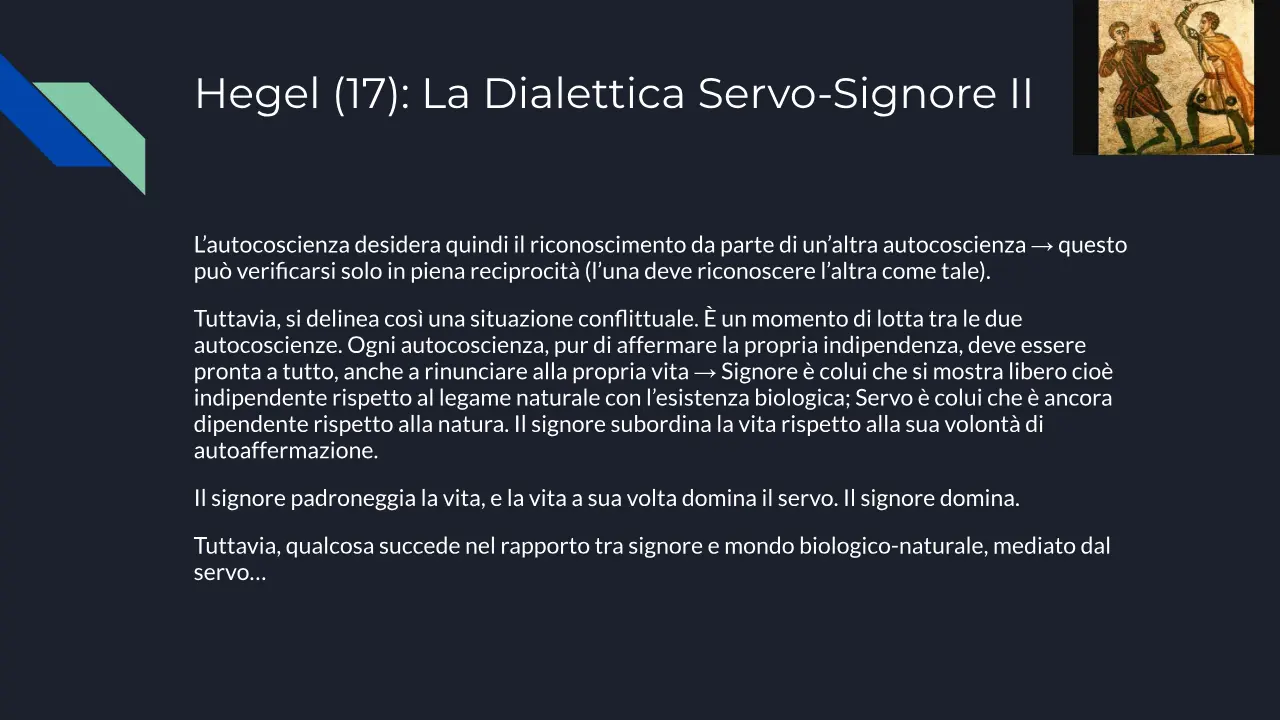 Hegel (17): La Dialettica Servo-Signore II
L’autocoscienza desidera quindi il riconoscimento da parte di un’altra autocoscienza → questo
può verificarsi solo in piena reciprocità (l’una deve riconoscere l’altra come tale).
Tuttavia, si delinea così una situazione conflittuale. È un momento di lotta tra le due
autocoscienze. Ogni autocoscienza, pur di affermare la propria indipendenza, deve essere
pronta a tutto, anche a rinunciare alla propria vita → Signore è colui che si mostra libero cioè
indipendente rispetto al legame naturale con l’esistenza biologica; Servo è colui che è ancora
dipendente rispetto alla natura. Il signore subordina la vita rispetto alla sua volontà di
autoaffermazione.
Il signore padroneggia la vita, e la vita a sua volta domina il servo. Il signore domina.
Tuttavia, qualcosa succede nel rapporto tra signore e mondo biologico-naturale, mediato dal
servo…